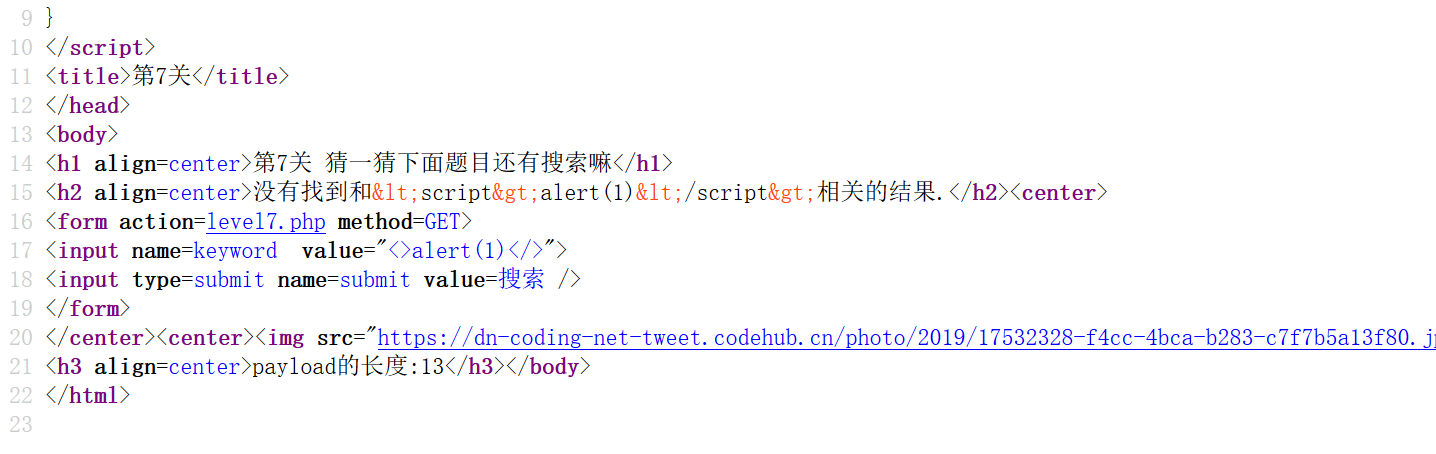 9 }
10 </script>
11 <title>第7关</title>
12 </head>
13 <body>
14 <h1 align=center>第7关 猜一猜下面题目还有搜索嘛</h1>
15 <h2 align=center>没有找到和&lt;script&gt;alert(1)&lt;/script&gt;相关的结果.</h2><center>
16 <form action=level7.php method=GET>
17 <input name=keyword  value="<>alert(1)</>">
18 <input type=submit name=submit value=搜索 />
19 </form>
20 </center><center><img src="https://dn-coding-net-tweet.codehub.cn/photo/2019/17532328-f4cc-4bca-b283-c7f7b5a13f80.jp
21 <h3 align=center>payload的长度:13</h3></body>
22 </html>
23